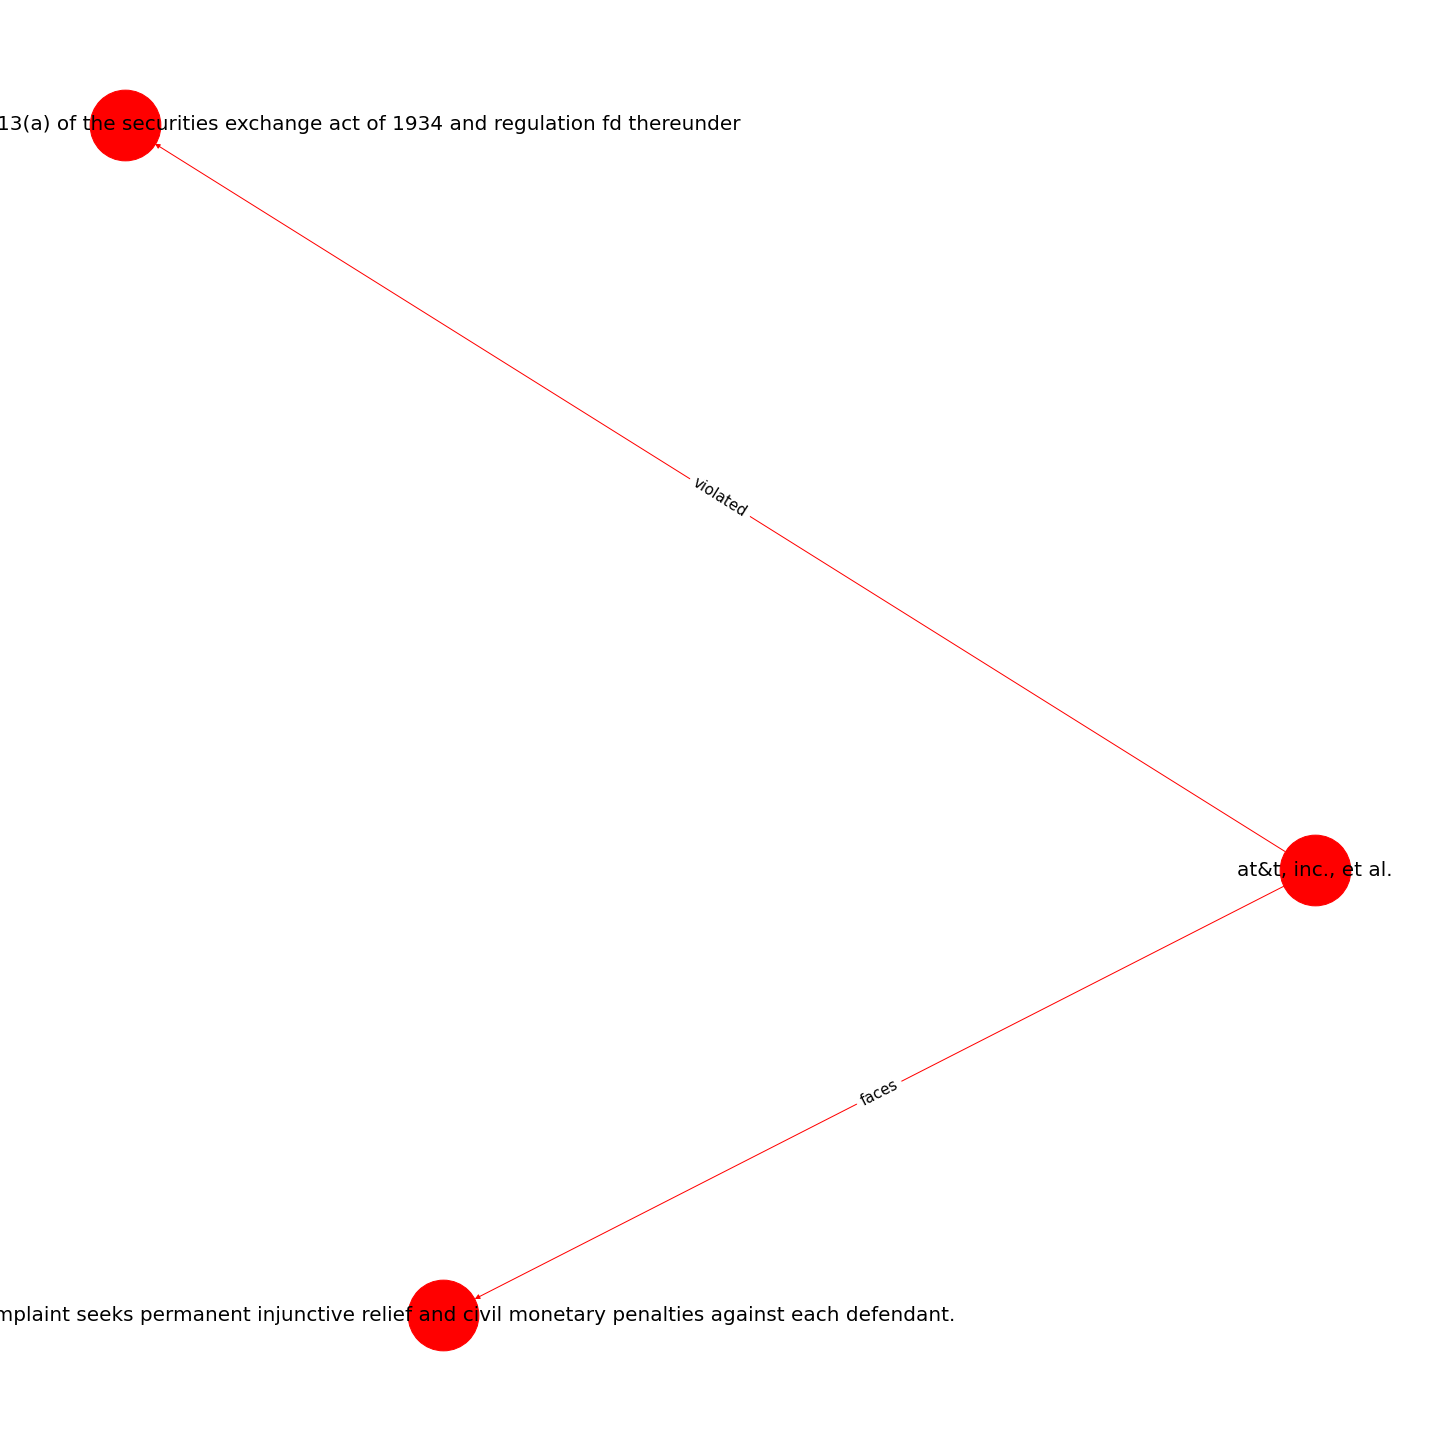 13(a) of the securities exchange act of 1934 and regulation fd thereunder
violated
at&t, inc., et al.
faces
seeks permanent injunctive relief and civil monetary penalties against each defendant.